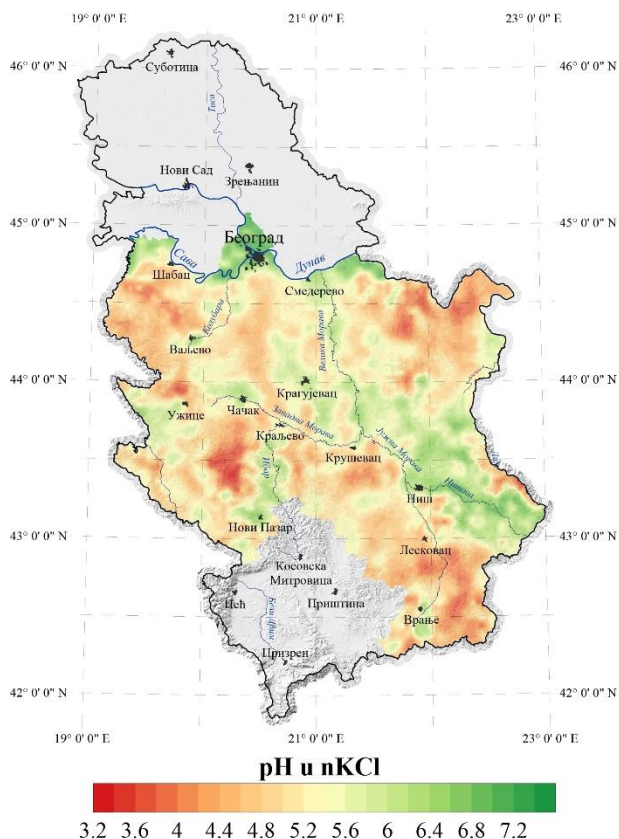 19° 0' 0" E
21° 0' 0" E
23° 0' 0" E
46° 0' 0" N
46° 0' 0" N
Суботица
Тиса
Нови Сад
Зрењанин
45° 0' 0" N
45° 0' 0" N
Београд
Сава
Дунав
Шабац
Смедерево
Колубара
Велика Морава
Ваљево
44° 0' 0" N
44° 0' 0" N
Крагујевац
Ужице
Чачак
Западна Морава
Краљево
Јужна Морава
Крушевац
Ибар
Ниш
Нишава
43° 0' 0" N
43° 0' 0" N
Нови Пазар
Лесковац
Косовска
Митровица
Пећ
Приштина
Бели Дрим
Врање
Призрен
42° 0' 0" N
42° 0' 0" N
19° 0' 0" E
21° 0' 0" E
23° 0' 0" E
pH u nKCl
3.2 3.6 4 4.4 4.8 5.2 5.6 6 6.4 6.8 7.2